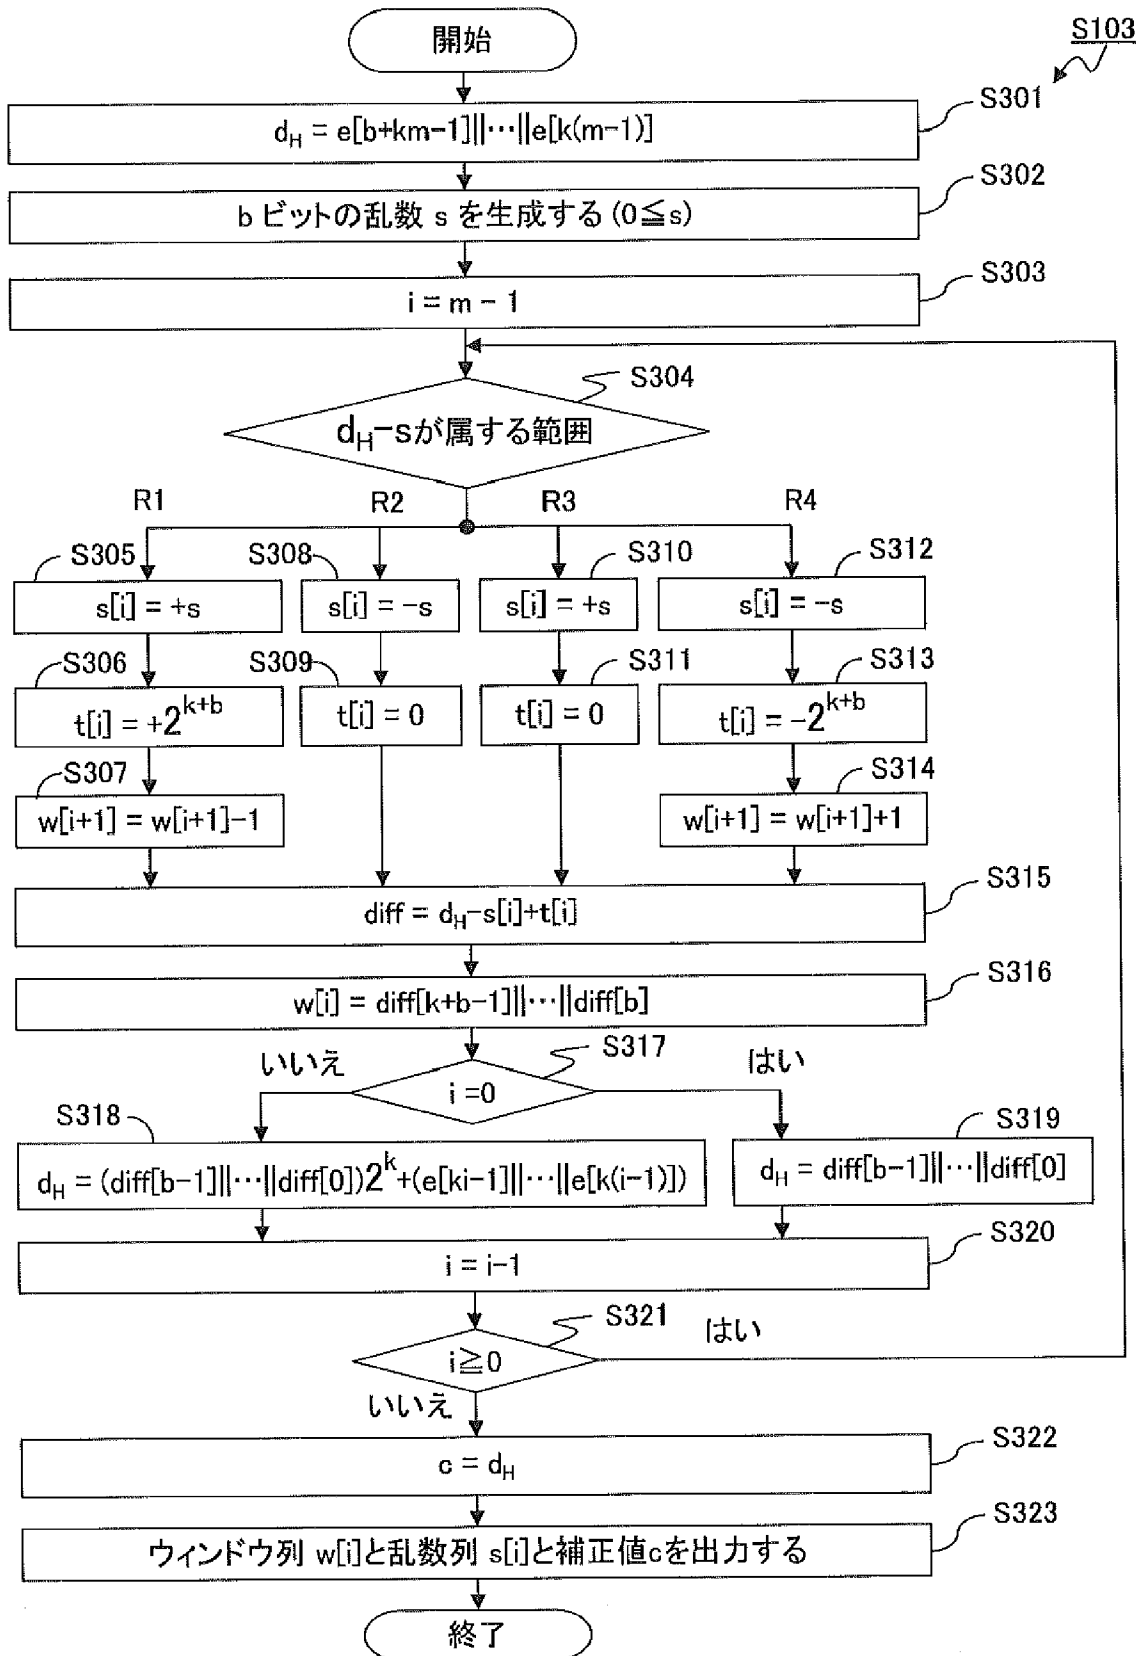 開始
S103
S301
d_H = e[b+km-1]||…||e[k(m-1)]
S302
b ビットの乱数 s を生成する (0≦s)
S303
i = m - 1
S304
d_H-sが属する範囲
R1
R2
R3
R4
S305
S308
S310
S312
s[i] = +s
s[i] = -s
s[i] = +s
s[i] = -s
S306
S309
S311
S313
t[i] = +2^{k+b}
t[i] = 0
t[i] = 0
t[i] = -2^{k+b}
S307
S314
w[i+1] = w[i+1]-1
w[i+1] = w[i+1]+1
S315
diff = d_H-s[i]+t[i]
S316
w[i] = diff[k+b-1]||…||diff[b]
S317
いいえ
はい
i =0
S318
S319
d_H = (diff[b-1]||…||diff[0])2^k+(e[ki-1]||…||e[k(i-1)])
d_H = diff[b-1]||…||diff[0]
S320
i = i-1
S321
はい
i≧0
いいえ
S322
c = d_H
S323
ウィンドウ列 w[i]と乱数列 s[i]と補正値cを出力する
終了